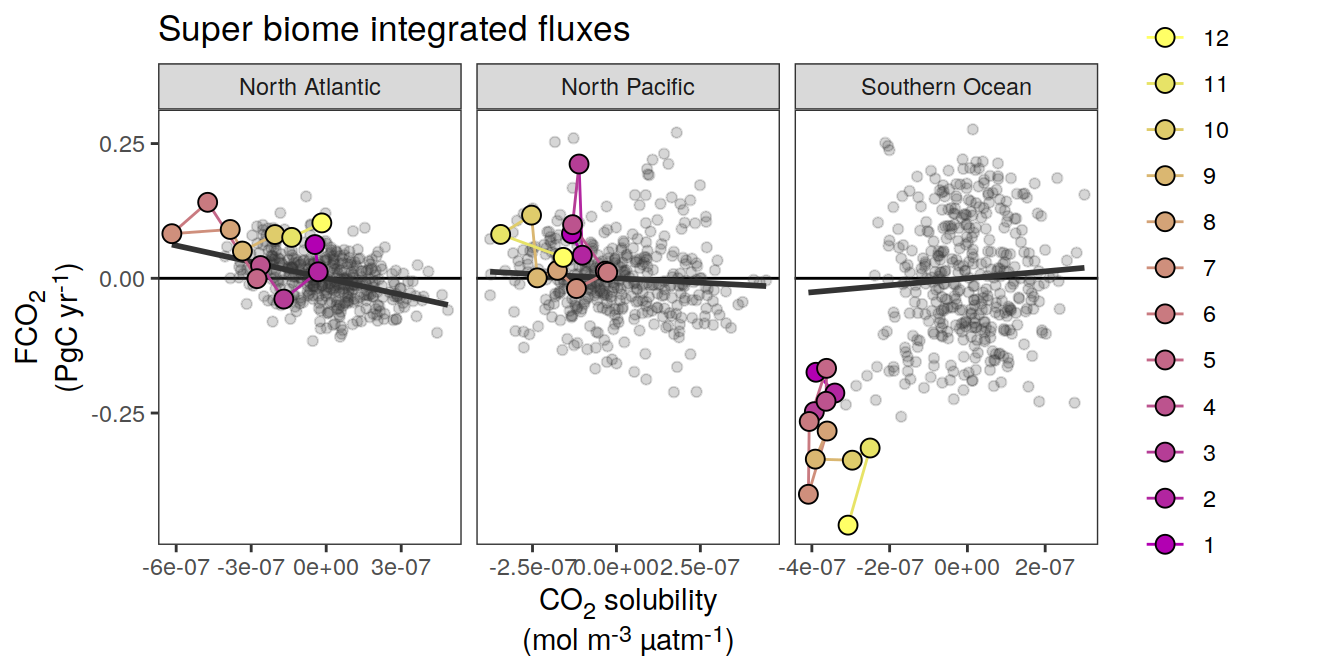 Super biome integrated fluxes
North Atlantic
North Pacific
Southern Ocean
0.25
0.00
-0.25
FCO2
(PgC yr-1)
-6e-07 -3e-07 0e+00 3e-07
-2.5e-07 0.0e+00 2.5e-07
-4e-07 -2e-07 0e+00 2e-07
CO2 solubility
(mol m-3 µatm-1)
12
11
10
9
8
7
6
5
4
3
2
1